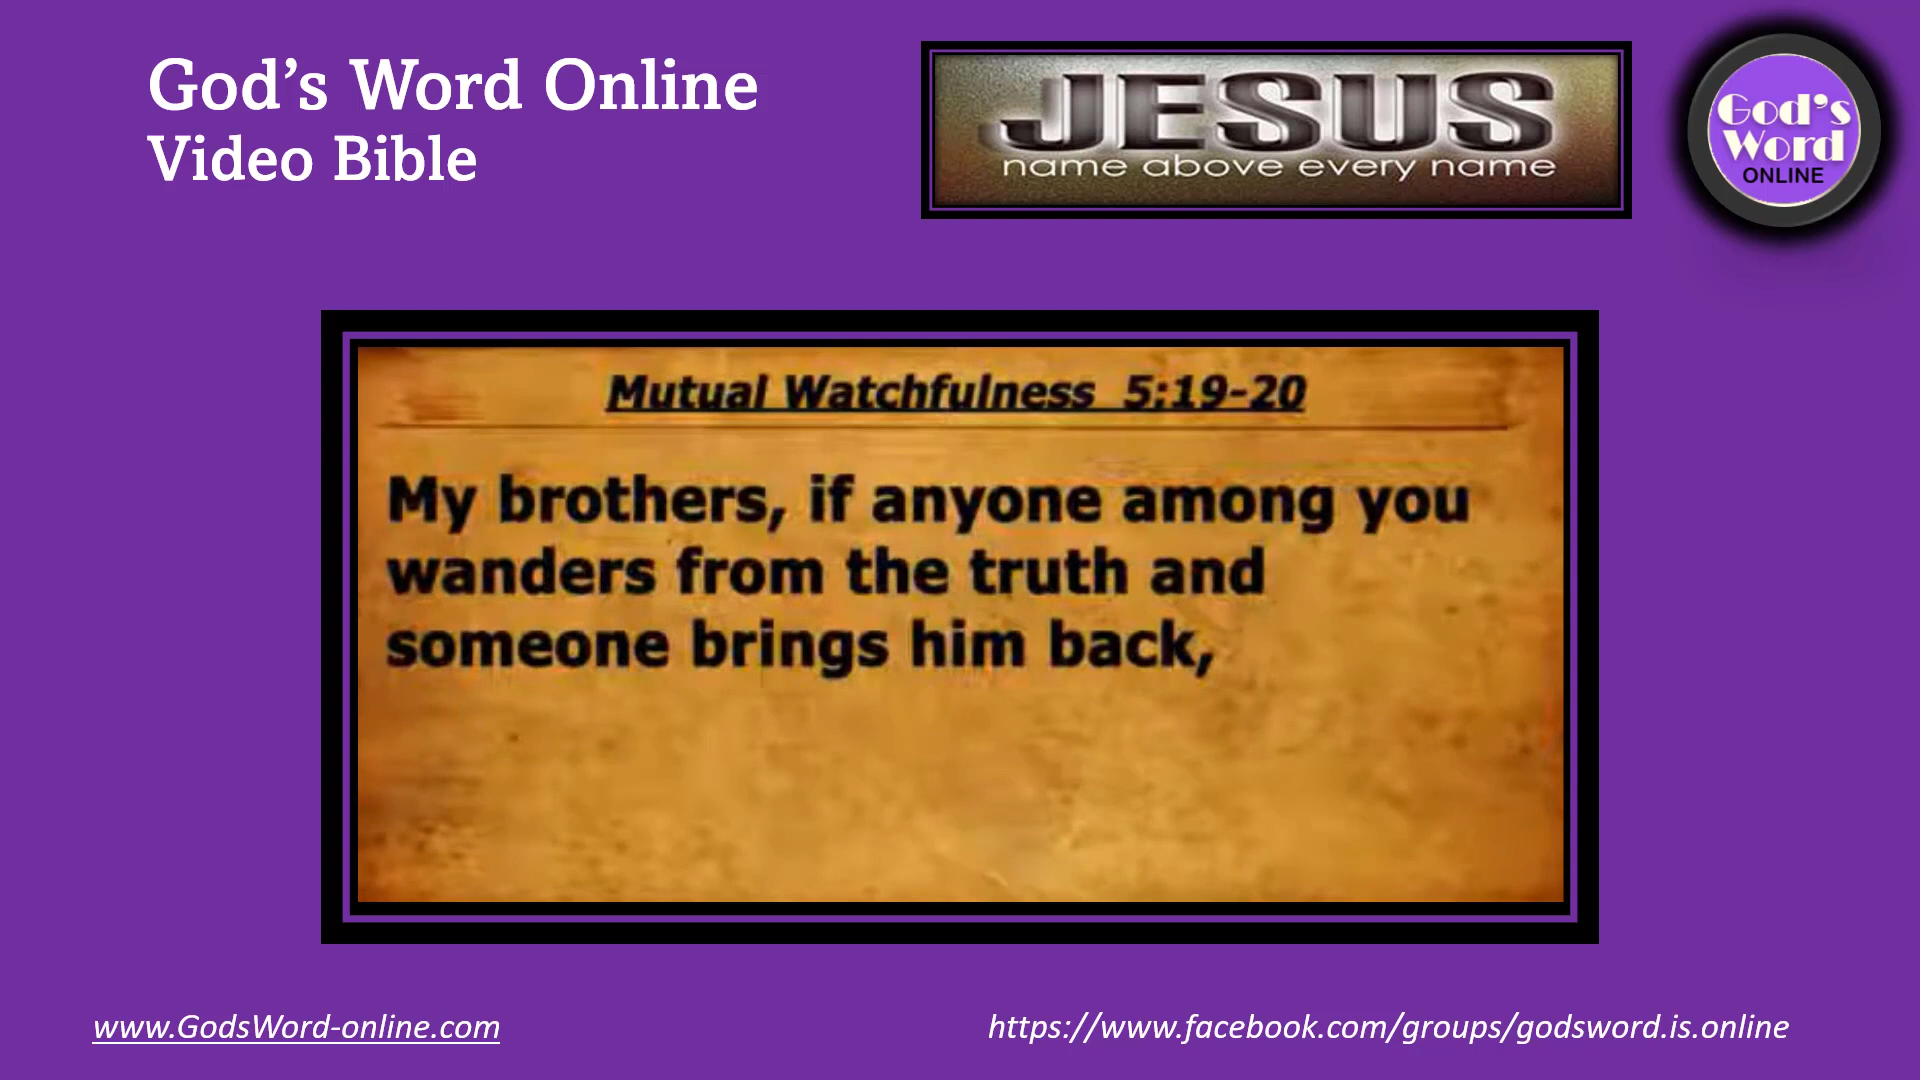 God's Word Online
Video Bible
JESUS
name above every name
God's
Word
ONLINE
Mutual Watchfulness 5:19-20
My brothers, if anyone among you
wanders from the truth and
someone brings him back,
www.GodsWord-online.com
https://www.facebook.com/groups/godsword.is.online